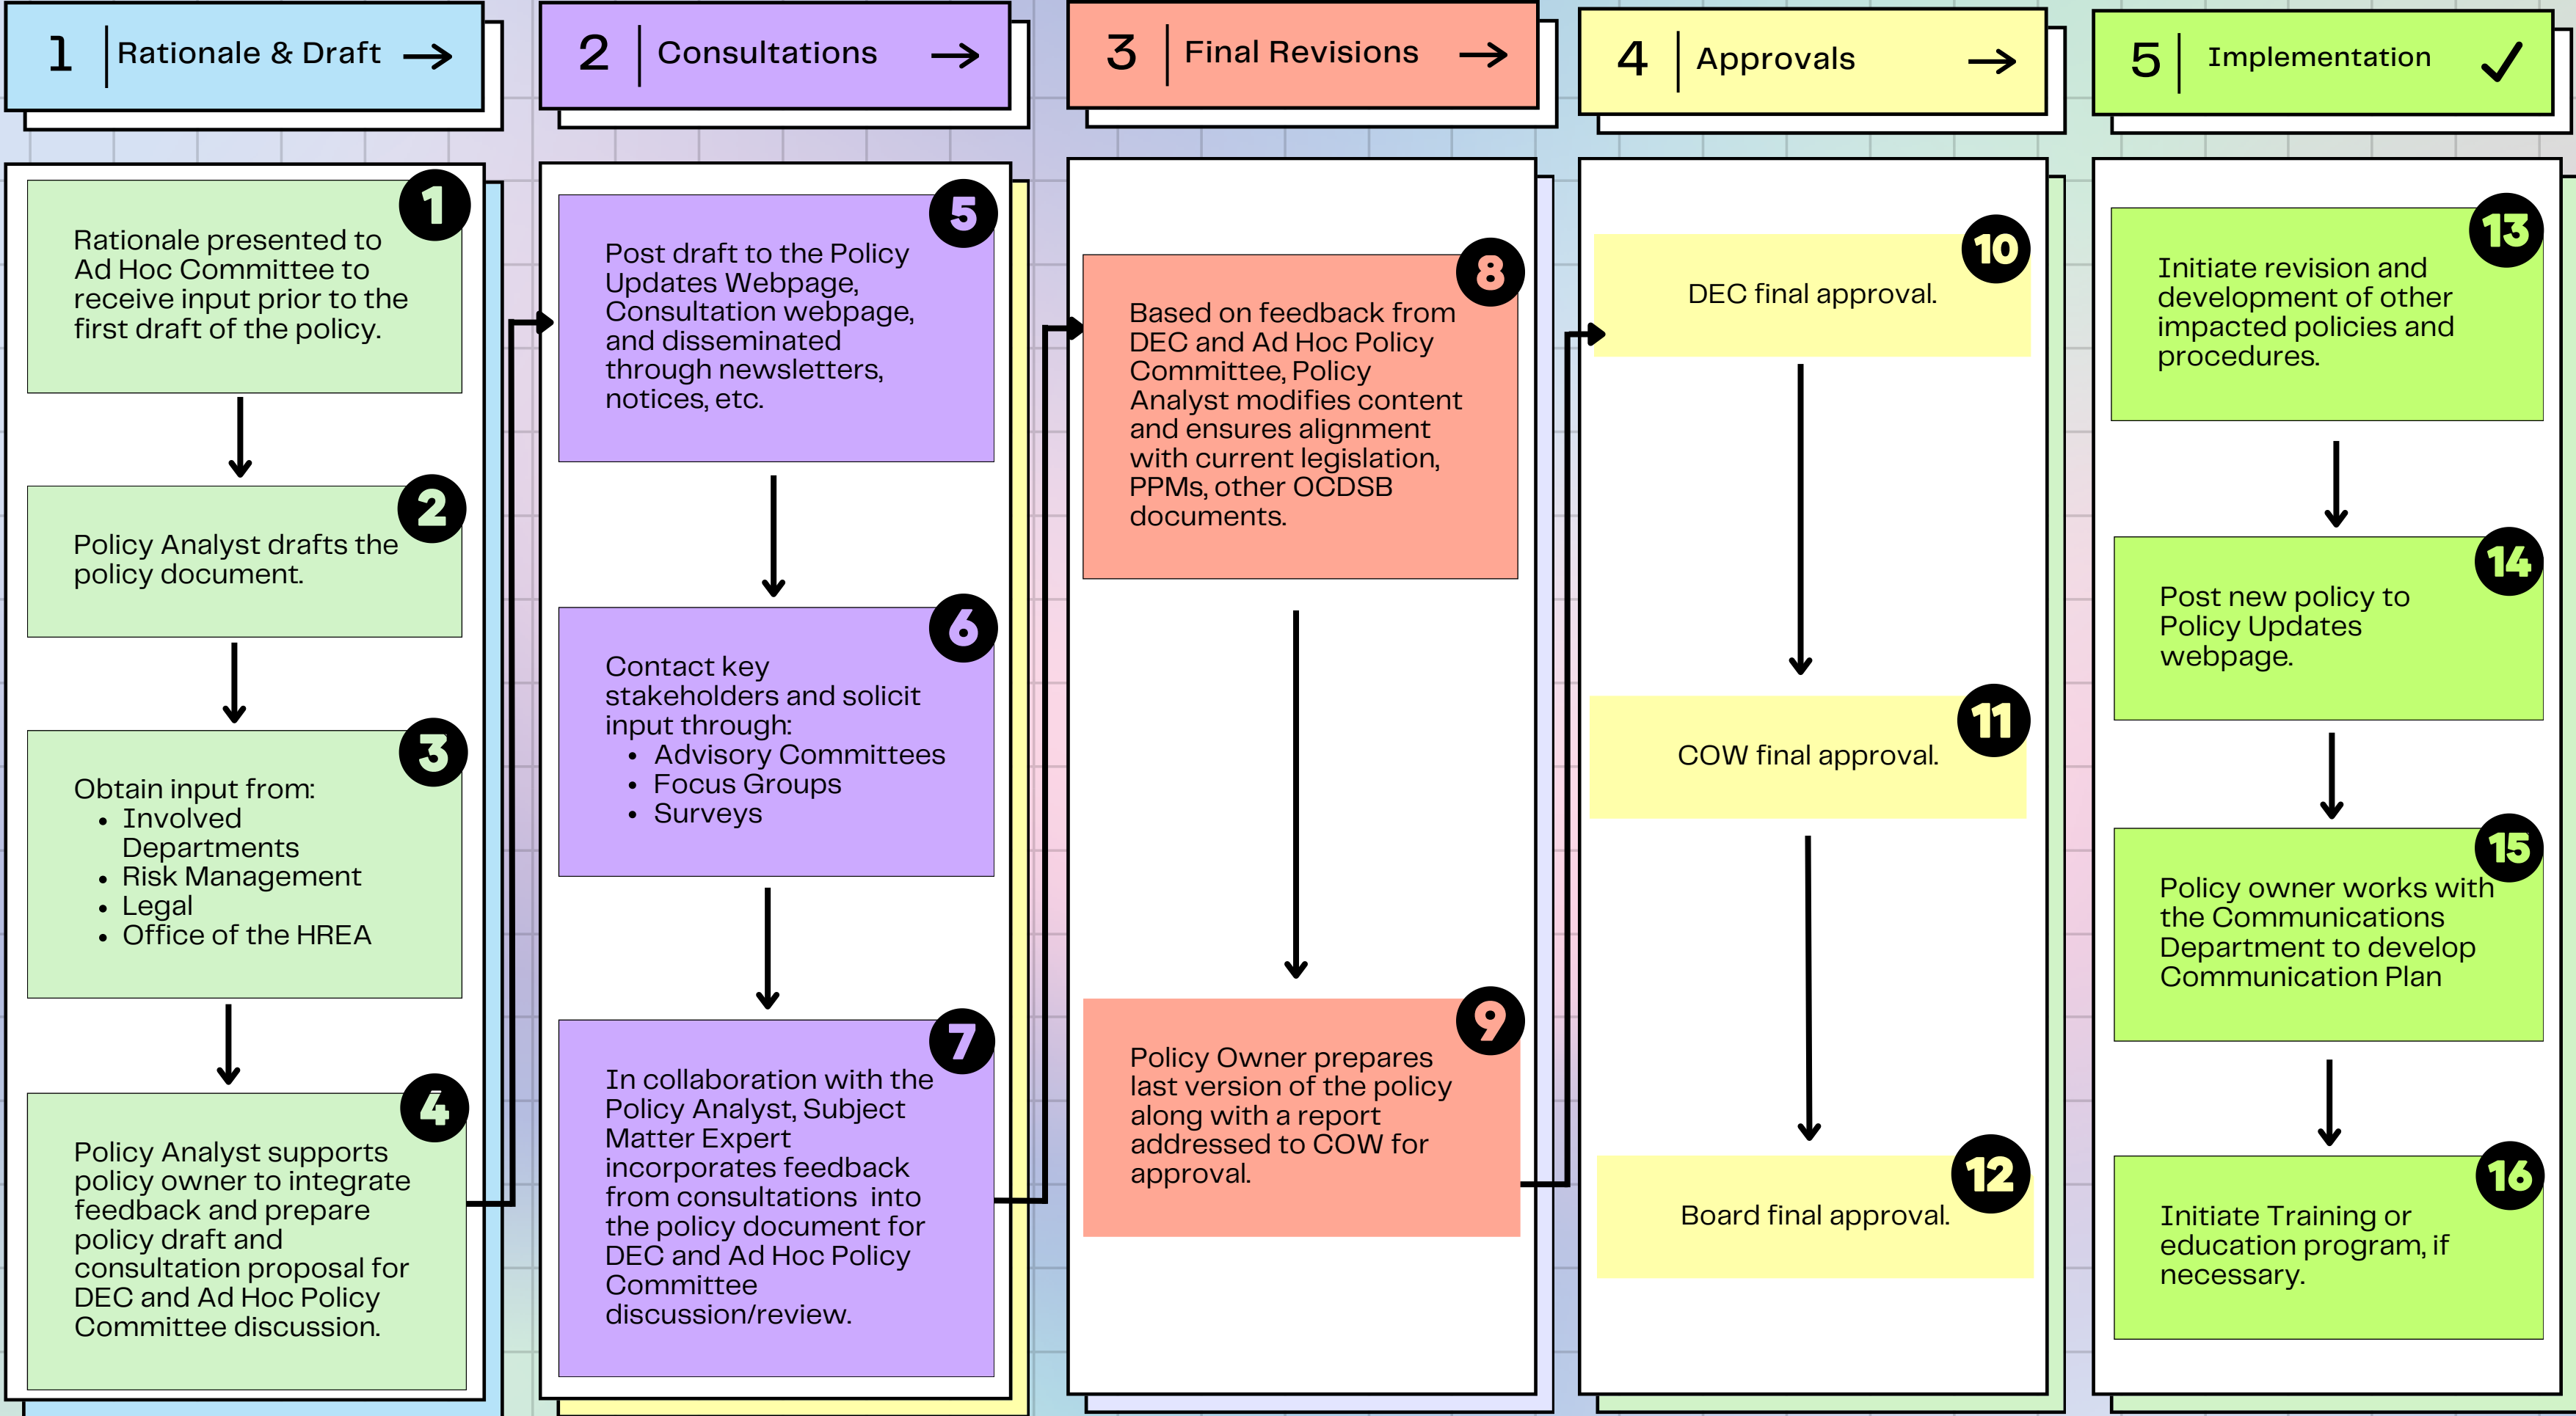 1 Rationale & Draft
1
Rationale presented to
Ad Hoc Committee to
receive input prior to the
first draft of the policy.
2
Policy Analyst drafts the
policy document.
3
Obtain input from:
• Involved
Departments
• Risk Management
• Legal
• Office of the HREA
4
Policy Analyst supports
policy owner to integrate
feedback and prepare
policy draft and
consultation proposal for
DEC and Ad Hoc Policy
Committee discussion.
2 Consultations
5
Post draft to the Policy
Updates Webpage,
Consultation webpage,
and disseminated
through newsletters,
notices, etc.
6
Contact key
stakeholders and solicit
input through:
• Advisory Committees
• Focus Groups
• Surveys
7
In collaboration with the
Policy Analyst, Subject
Matter Expert
incorporates feedback
from consultations into
the policy document for
DEC and Ad Hoc Policy
Committee
discussion/review.
3 Final Revisions
8
Based on feedback from
DEC and Ad Hoc Policy
Committee, Policy
Analyst modifies content
and ensures alignment
with current legislation,
PPMs, other OCDSB
documents.
9
Policy Owner prepares
last version of the policy
along with a report
addressed to COW for
approval.
4 Approvals
10
DEC final approval.
11
COW final approval.
12
Board final approval.
5 Implementation
13
Initiate revision and
development of other
impacted policies and
procedures.
14
Post new policy to
Policy Updates
webpage.
15
Policy owner works with
the Communications
Department to develop
Communication Plan
16
Initiate Training or
education program, if
necessary.